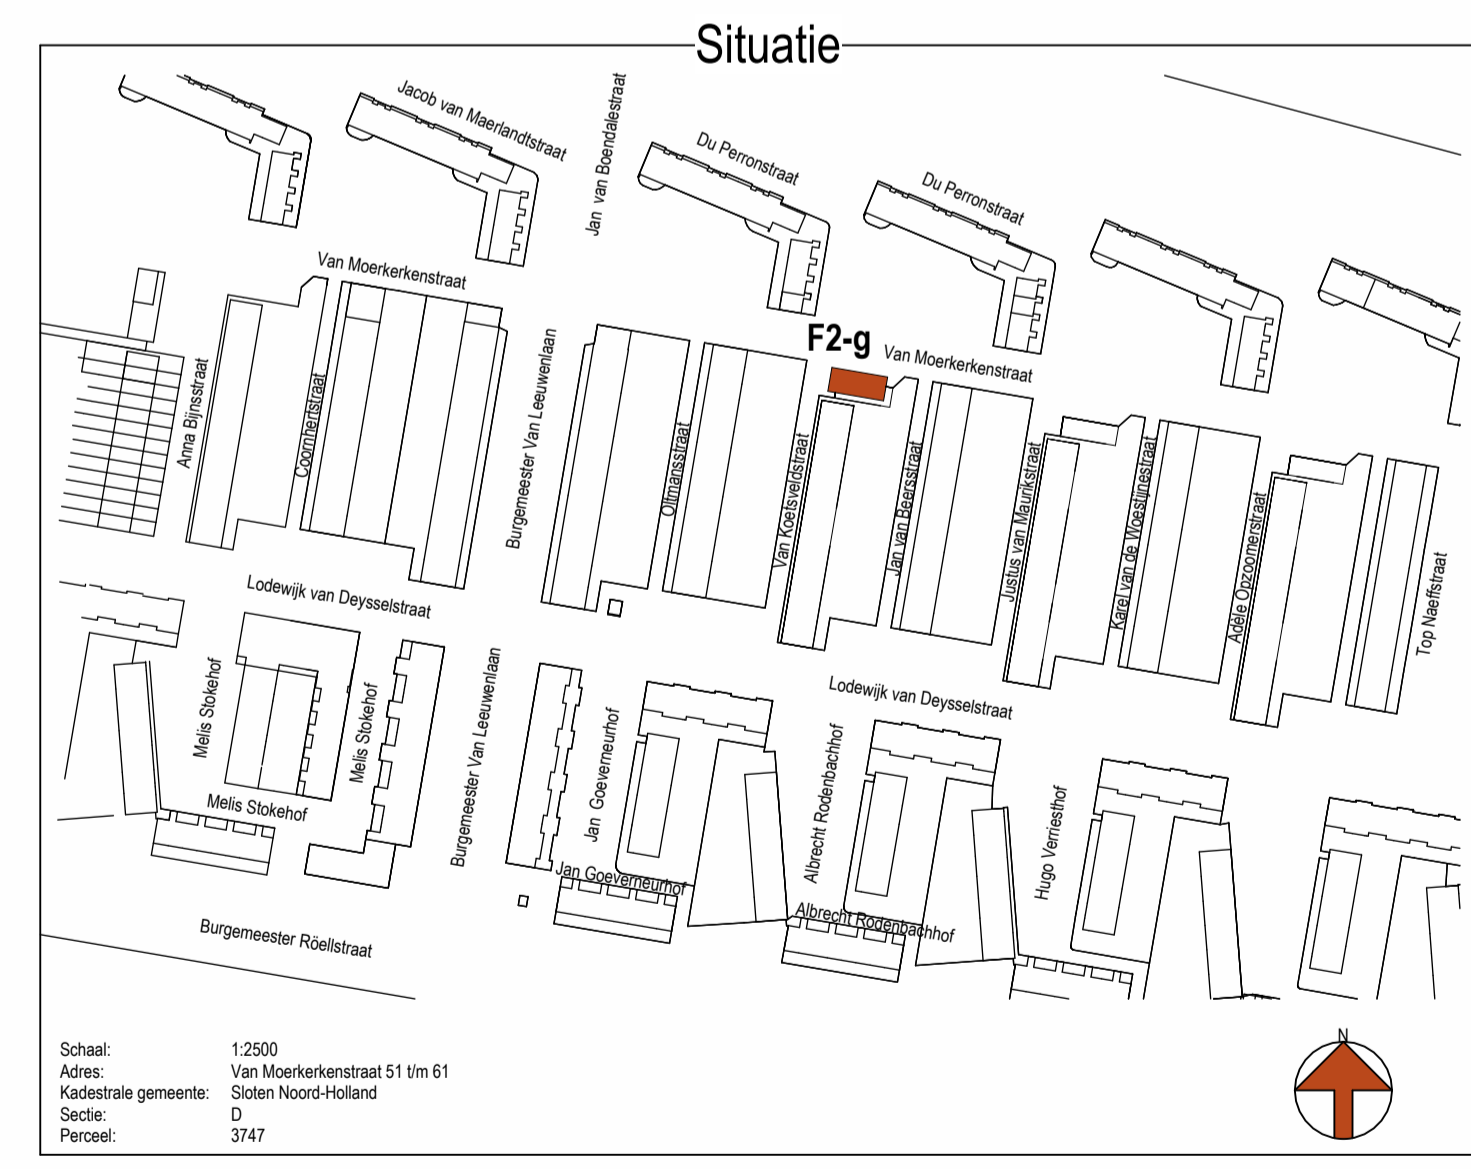 Situatie
Jacob van Maerlandtstraat
Jan van Boendalestraat
Du Perronstraat
Du Perronstraat
Van Moerkerkenstraat
F2-g
Van Moerkerkenstraat
Anna Bijnsstraat
Coornhertstraat
Burgemeester Van Leeuwenlaan
Oltmansstraat
Van Koetsveldstraat
Jan van Beersstraat
Justus van Maurikstraat
Karel van de Woestijnestraat
Adèle Opzoomerstraat
Top Naeffstraat
Lodewijk van Deysselstraat
Lodewijk van Deysselstraat
Melis Stokehof
Melis Stokehof
Melis Stokehof
Burgemeester Van Leeuwenlaan
Jan Goeverneurhof
Jan Goeverneurhof
Albrecht Rodenbachhof
Albrecht Rodenbachhof
Hugo Verriesthof
Burgemeester Röellstraat
Schaal: 1:2500
Adres: Van Moerkerkenstraat 51 t/m 61
Kadestrale gemeente: Sloten Noord-Holland
Sectie: D
Perceel: 3747
N